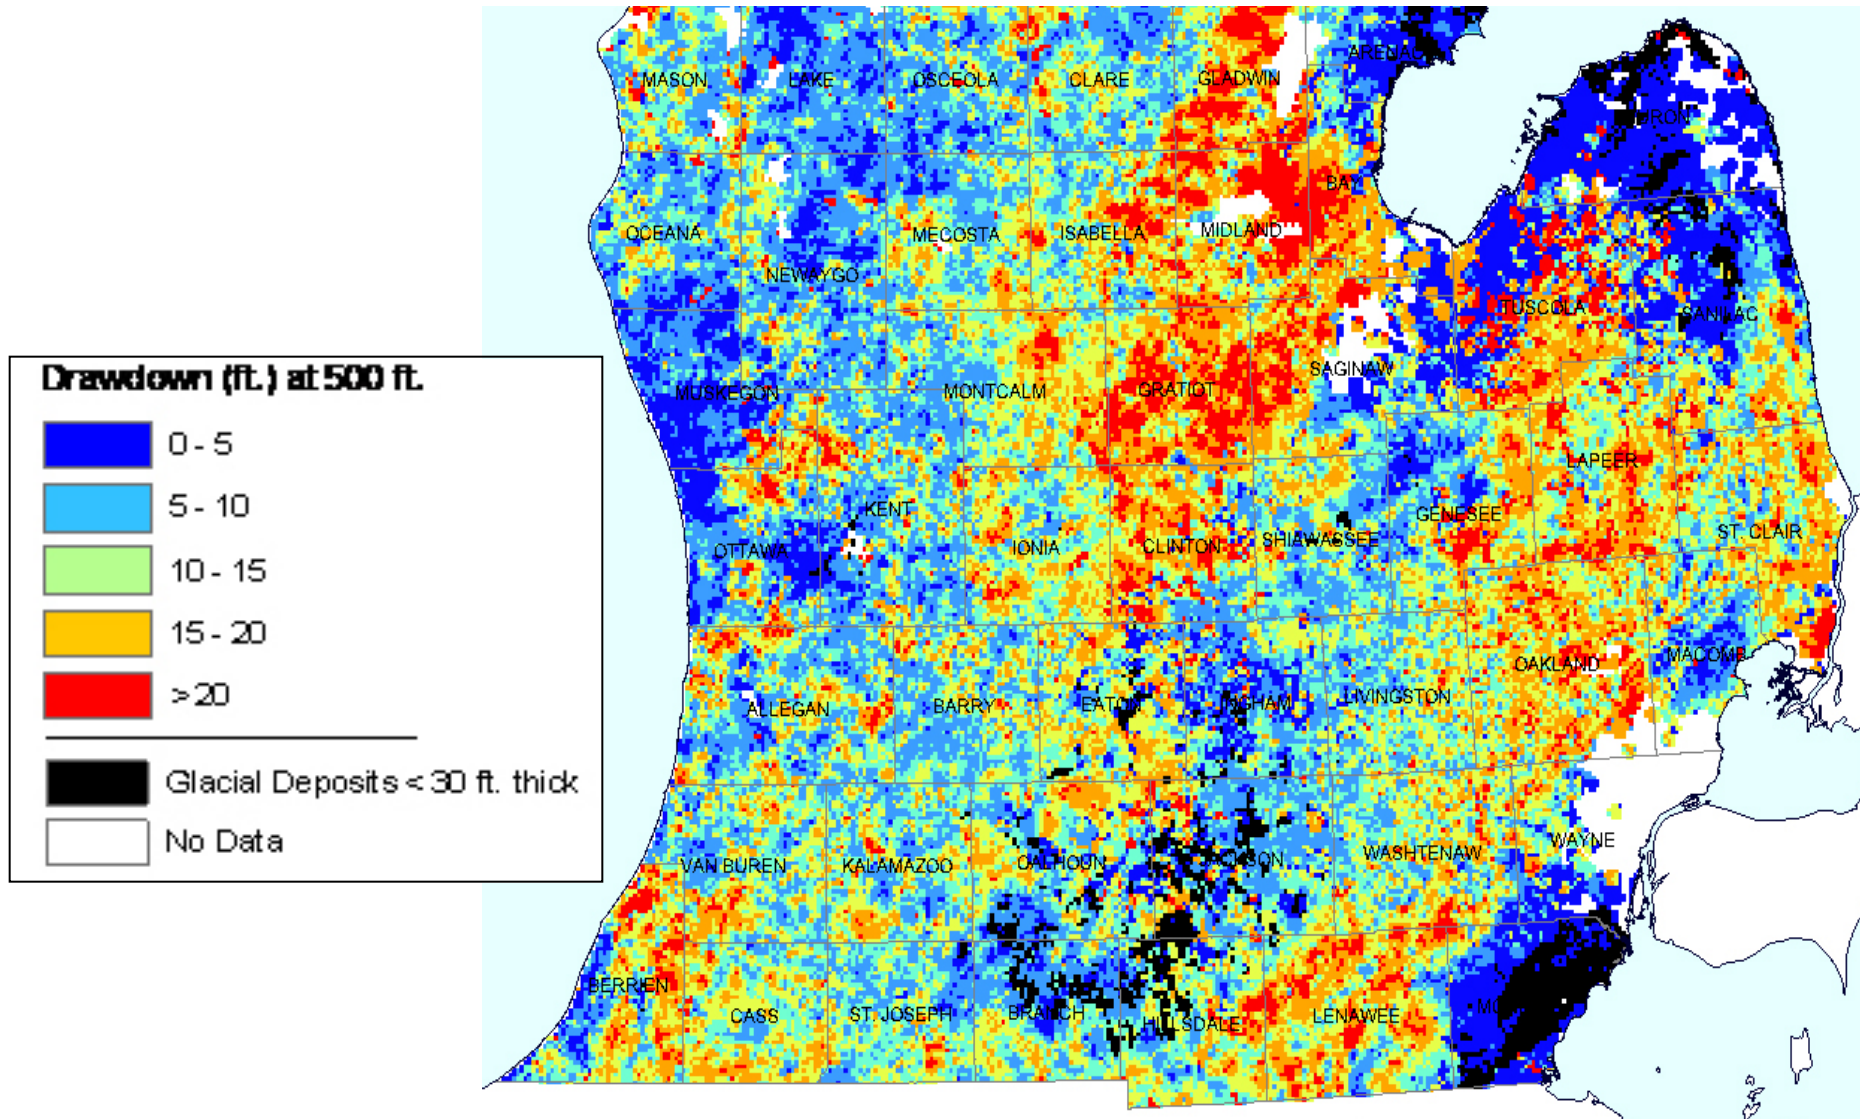 Drawdown (ft.) at 500 ft.
0 - 5
5 - 10
10 - 15
15 - 20
>20
Glacial Deposits < 30 ft. thick
No Data
ARENAC
MASON
LAKE
OSCEOLA
CLARE
GLADWIN
HURON
BAY
OCEANA
MECOSTA
ISABELLA
MIDLAND
NEWAYGO
TUSCOLA
SANILAC
SAGINAW
MUSKEGON
MONTCALM
GRATIOT
LAPEER
KENT
GENESEE
ST. CLAIR
OTTAWA
IONIA
CLINTON
SHIAWASSEE
OAKLAND
MACOMB
ALLEGAN
BARRY
EATON
INGHAM
LIVINGSTON
WAYNE
VAN BUREN
KALAMAZOO
CALHOUN
JACKSON
WASHTENAW
BERRIEN
CASS
ST. JOSEPH
BRANCH
HILLSDALE
LENAWEE